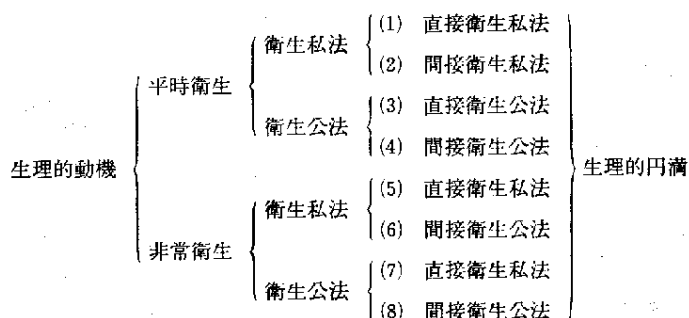 (1) 直接衛生私法
衛生私法
(2) 間接衛生私法
平時衛生
(3) 直接衛生公法
衛生公法
(4) 間接衛生公法
生理的動機
生理的円満
(5) 直接衛生私法
衛生私法
(6) 間接衛生公法
非常衛生
(7) 直接衛生私法
衛生公法
(8) 間接衛生公法